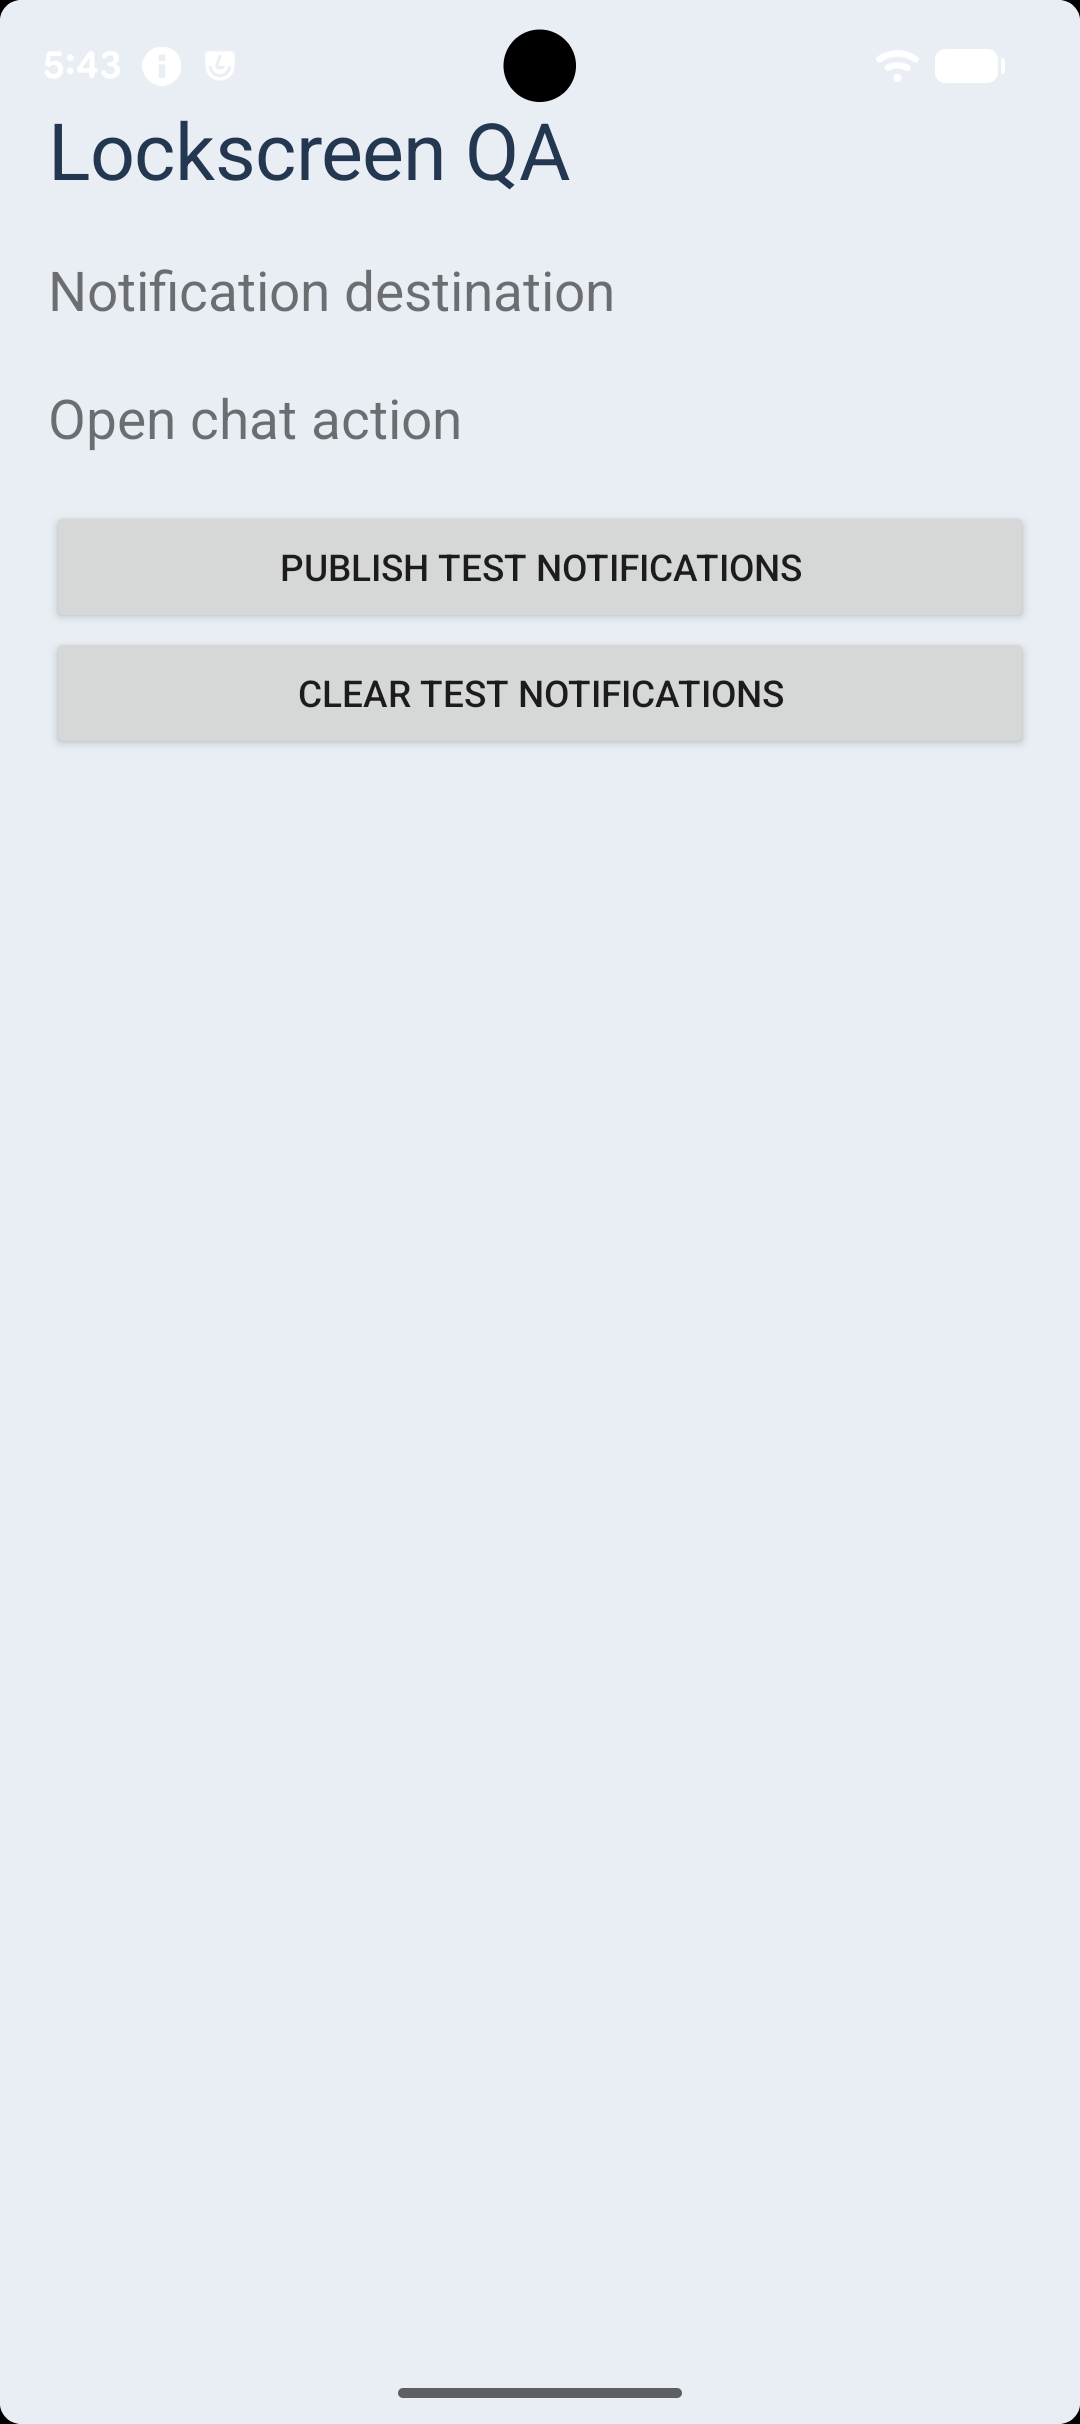 5:43
Lockscreen QA
Notification destination
Open chat action
PUBLISH TEST NOTIFICATIONS
CLEAR TEST NOTIFICATIONS